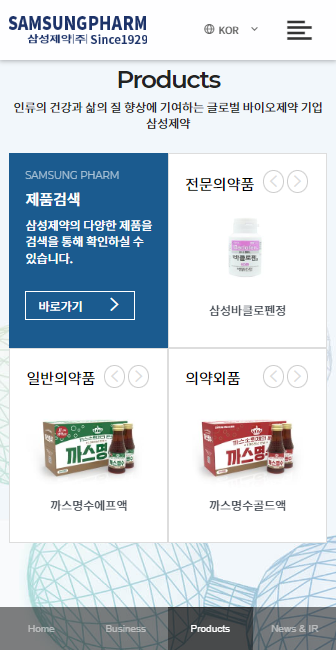 SAMSUNGPHARM
삼성제약(주) Since1929
KOR
Products
인류의 건강과 삶의 질 향상에 기여하는 글로벌 바이오제약 기업
삼성제약
SAMSUNG PHARM
제품검색
삼성제약의 다양한 제품을
검색을 통해 확인하실 수
있습니다.
바로가기
전문의약품
삼성바클로펜정
일반의약품
까스명수
까스명수에프액
의약외품
까스명수
까스명수골드액
Home
Business
Products
News & IR